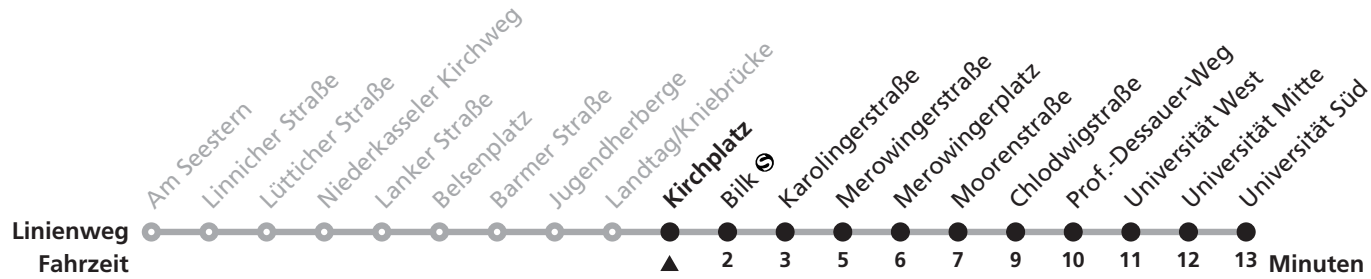 Am Seestern
Linnicher Straße
Lütticher Straße
Niederkasseler Kirchweg
Lanker Straße
Belsenplatz
Barmer Straße
Jugendherberge
Landtag/Kniebrücke
Kirchplatz
Bilk S
Karolingerstraße
Merowingerstraße
Merowingerplatz
Moorenstraße
Chlodwigstraße
Prof.-Dessauer-Weg
Universität West
Universität Mitte
Universität Süd
Linienweg
Fahrzeit 2 3 5 6 7 9 10 11 12 13 Minuten